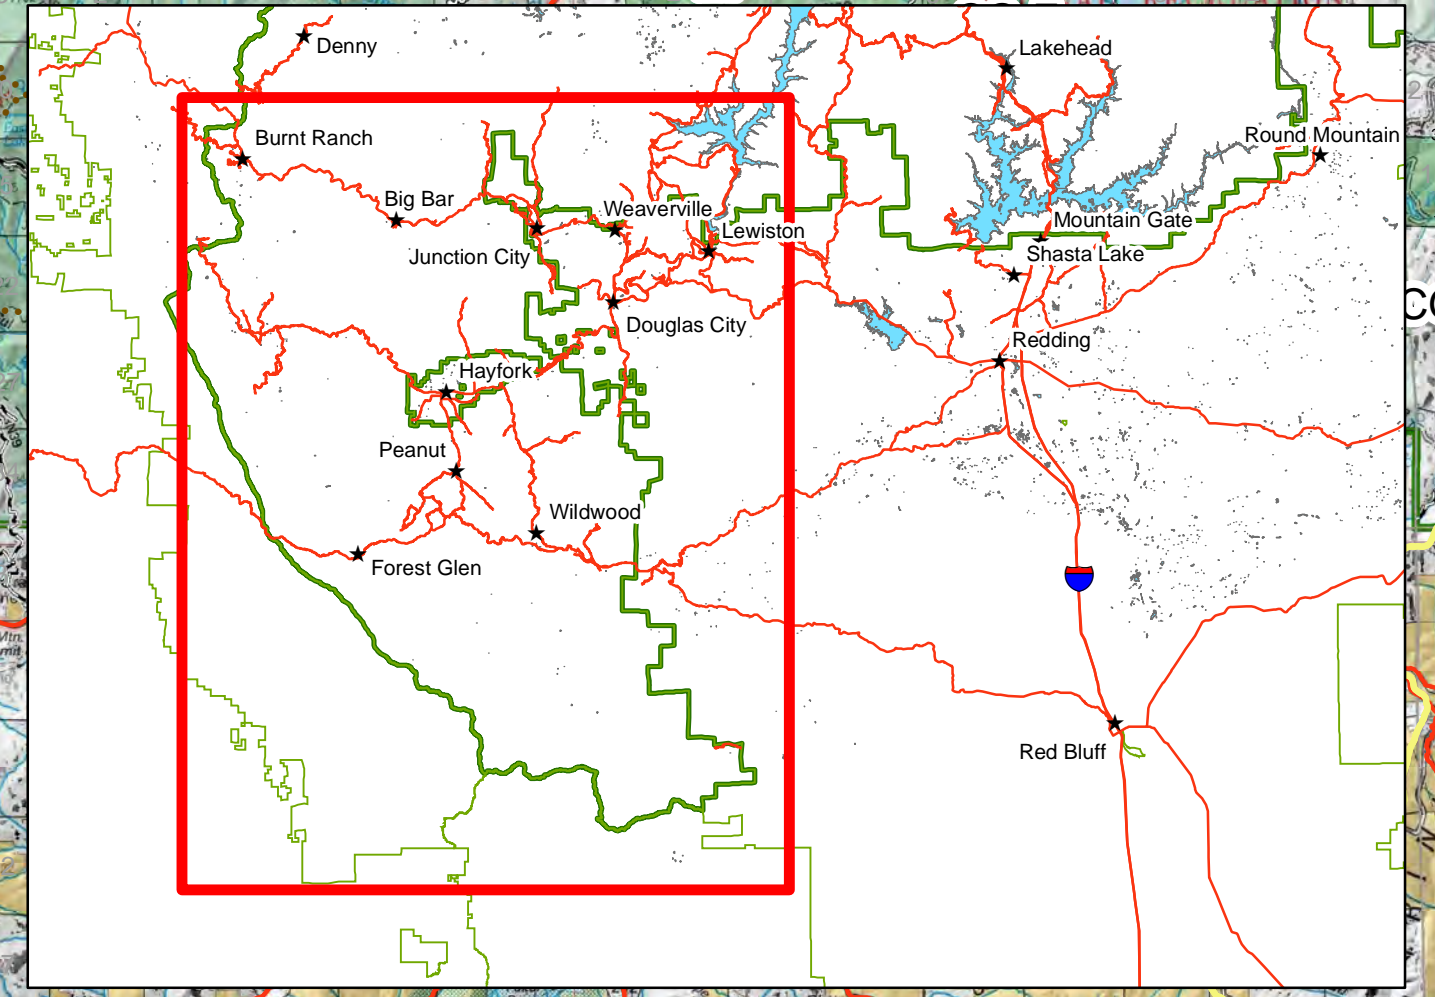 Denny
Lakehead
Burnt Ranch
Round Mountain
Big Bar
Weaverville
Mountain Gate
Lewiston
Junction City
Shasta Lake
Douglas City
Redding
Hayfork
Peanut
Wildwood
Forest Glen
Red Bluff